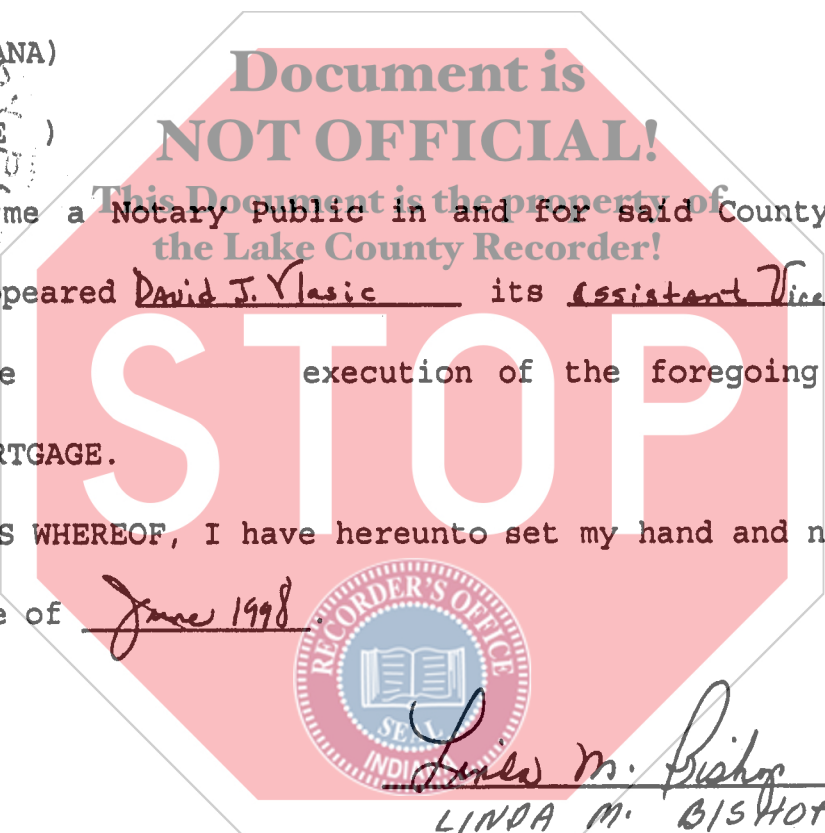 ANA)
Document is
NOT OFFICIAL!
E )
This Document is the property of
me a Notary Public in and for said County
the Lake County Recorder!
peared David J. Vlasic its assistant Vice
e execution of the foregoing
RTGAGE.
STOP
S WHEREOF, I have hereunto set my hand and n
e of June 1998.
RECORDER'S OFFICE
SEAL
INDIANA
Linda M. Bishop
LINDA M. BISHOP